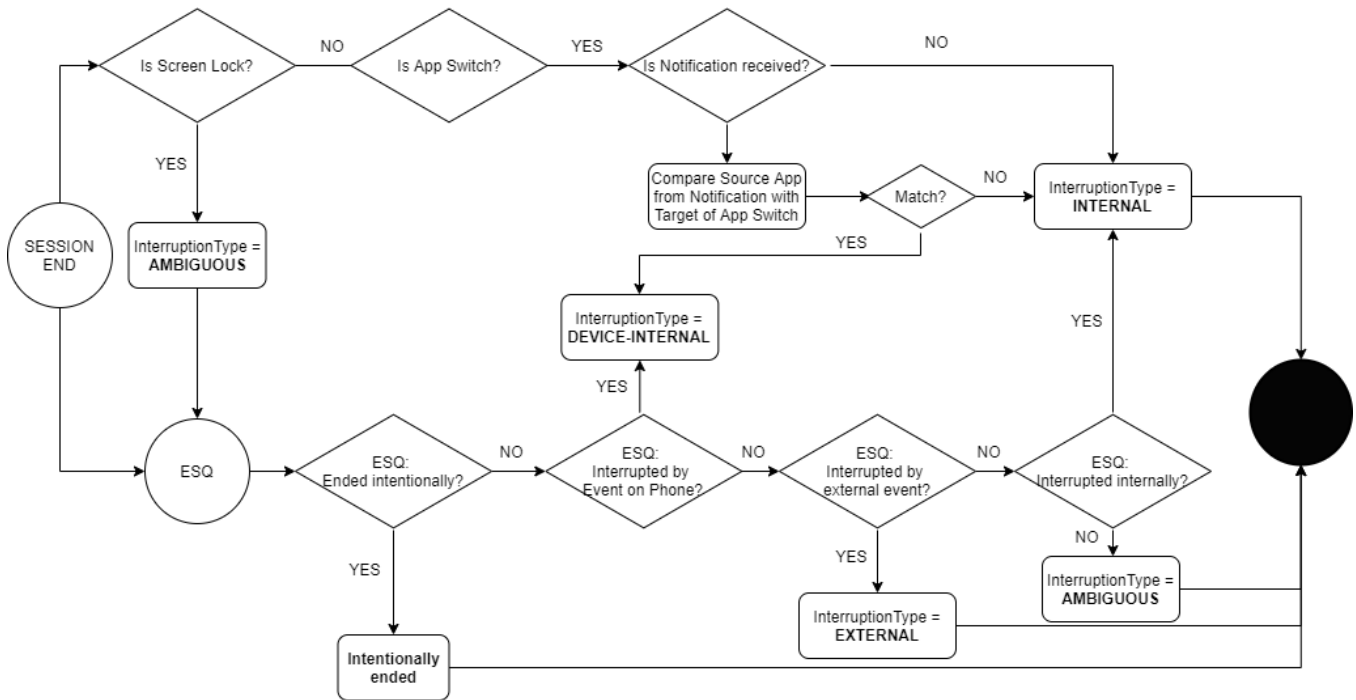 NO
YES
NO
Is Screen Lock?
Is App Switch?
Is Notification received?
YES
Compare Source App
from Notification with
Target of App Switch
Match?
NO
InterruptionType =
INTERNAL
SESSION
END
InterruptionType =
AMBIGUOUS
YES
InterruptionType =
DEVICE-INTERNAL
YES
YES
ESQ
ESQ:
Ended intentionally?
NO
ESQ:
Interrupted by
Event on Phone?
NO
ESQ:
Interrupted by
external event?
NO
ESQ:
Interrupted internally?
YES
YES
NO
InterruptionType =
AMBIGUOUS
InterruptionType =
EXTERNAL
Intentionally
ended